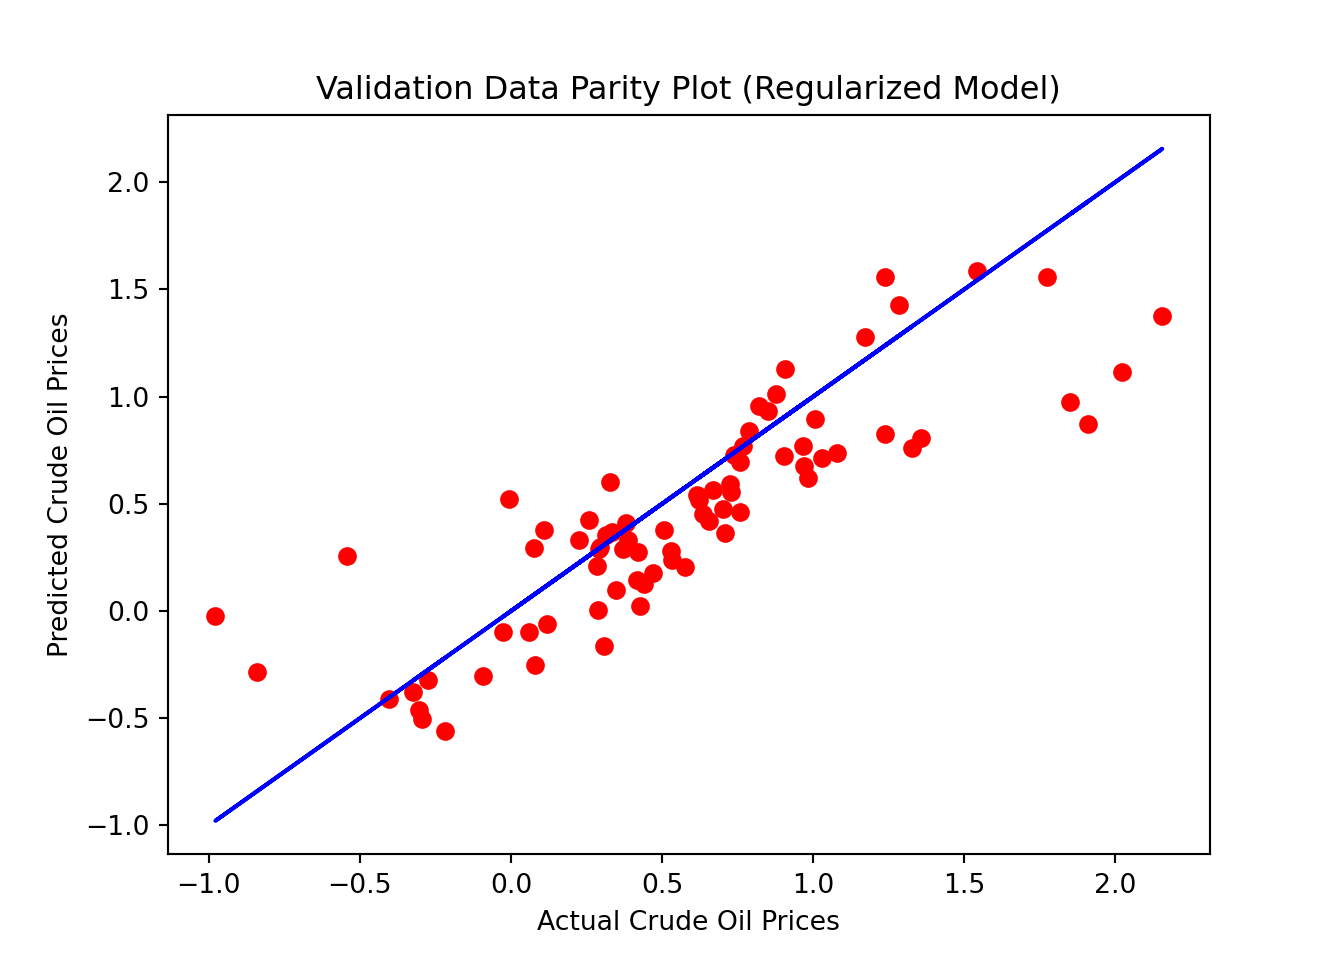 Validation Data Parity Plot (Regularized Model)
Predicted Crude Oil Prices
2.0
1.5
1.0
0.5
0.0
−0.5
−1.0
−1.0 −0.5 0.0 0.5 1.0 1.5 2.0
Actual Crude Oil Prices